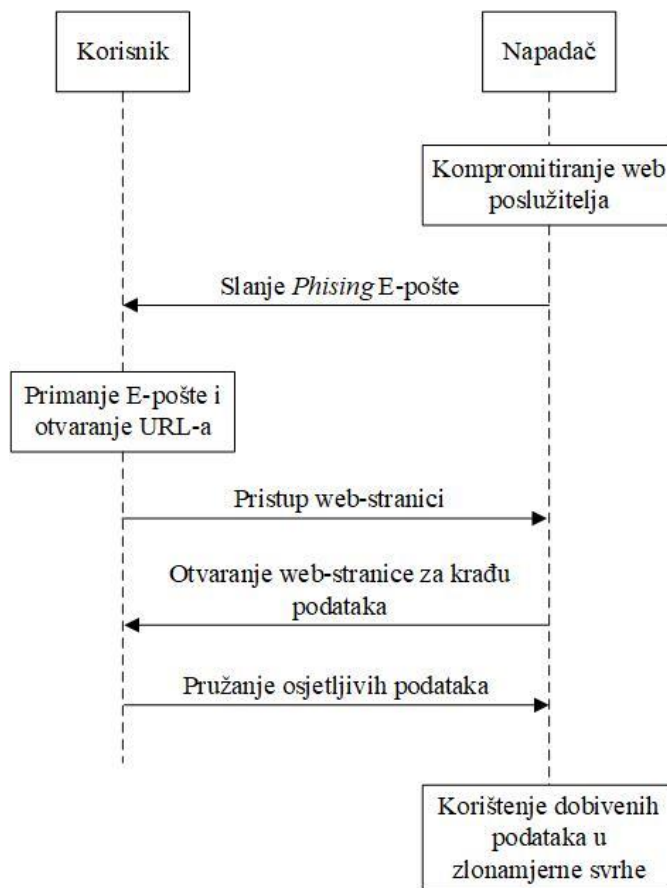 Korisnik
Napadač
Kompromitiranje web
poslužitelja
Slanje Phising E-pošte
Primanje E-pošte i
otvaranje URL-a
Pristup web-stranici
Otvaranje web-stranice za krađu
podataka
Pružanje osjetljivih podataka
Korištenje dobivenih
podataka u
zlonamjerne svrhe